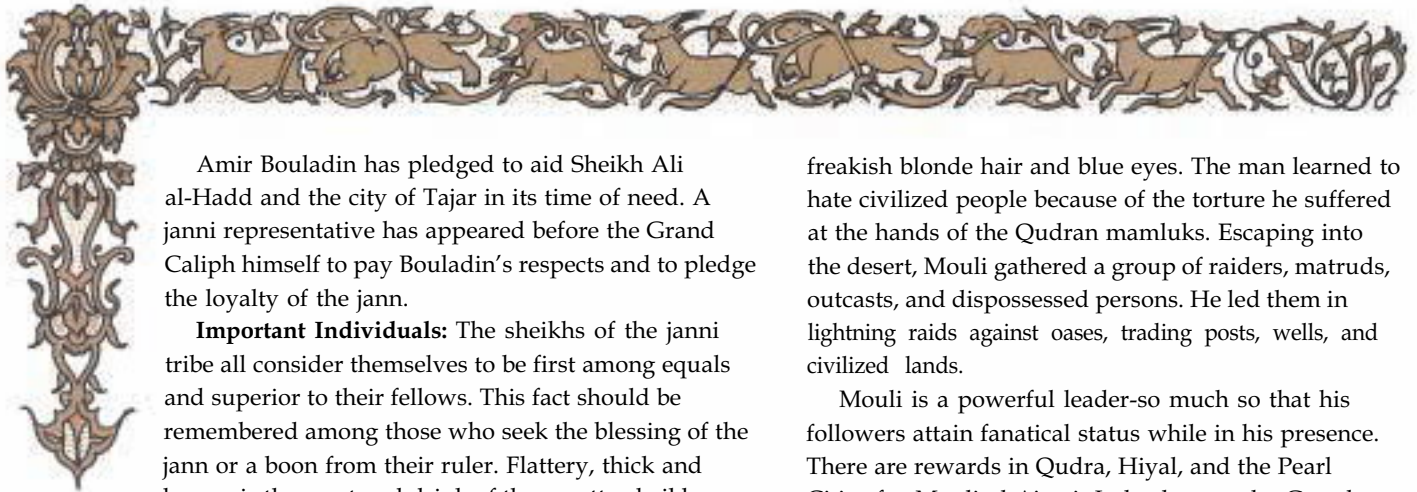 Amir Bouladin has pledged to aid Sheikh Ali
al-Hadd and the city of Tajar in its time of need. A
janni representative has appeared before the Grand
Caliph himself to pay Bouladin’s respects and to pledge
the loyalty of the jann.
Important Individuals: The sheikhs of the janni
tribe all consider themselves to be first among equals
and superior to their fellows. This fact should be
remembered among those who seek the blessing of the
jann or a boon from their ruler. Flattery, thick and
freakish blonde hair and blue eyes. The man learned to
hate civilized people because of the torture he suffered
at the hands of the Qudran mamluks. Escaping into
the desert, Mouli gathered a group of raiders, matruds,
outcasts, and dispossessed persons. He led them in
lightning raids against oases, trading posts, wells, and
civilized lands.
Mouli is a powerful leader-so much so that his
followers attain fanatical status while in his presence.
There are rewards in Qudra, Hiyal, and the Pearl